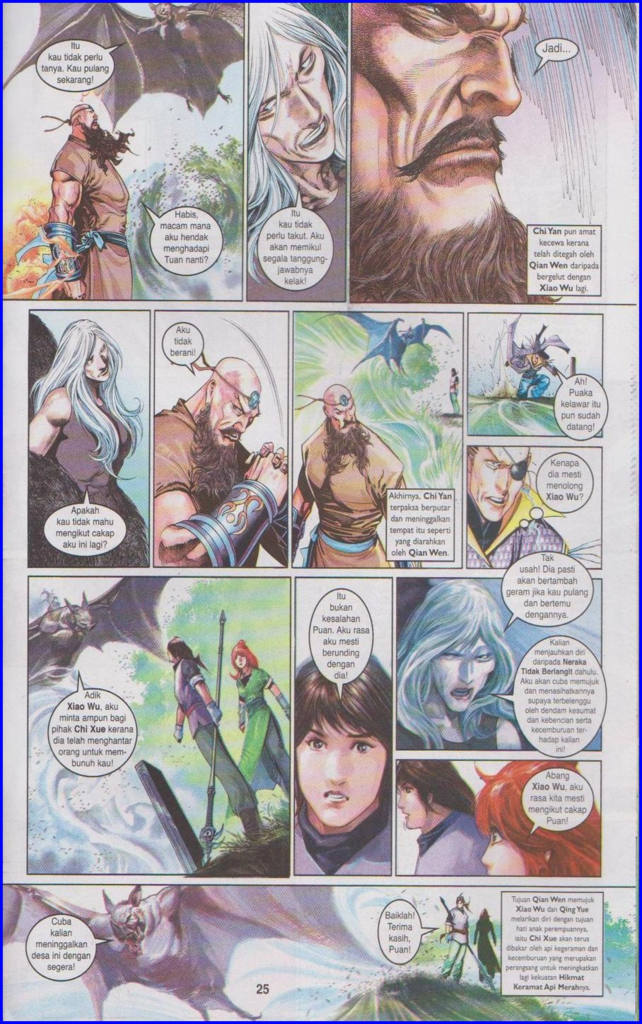 Itu
kau tidak perlu
tanya. Kau pulang
sekarang!
Habis,
macam mana
aku hendak
menghadapi
Tuan nanti?
Itu
kau tidak
perlu takut. Aku
akan memikul
segala tanggung-
jawabnya
kelak!
Jadi...
Chi Yan pun amat
kecewa kerana
telah ditegah oleh
Qian Wen daripada
bergelut dengan
Xiao Wu lagi.
Apakah
kau tidak mahu
mengikut cakap
aku ini lagi?
Aku
tidak
berani!
Akhirnya, Chi Yan
terpaksa berputar
dan meninggalkan
tempat itu seperti
yang diarahkan
oleh Qian Wen.
Ah!
Puaka
kelawar itu
pun sudah
datang!
Kenapa
dia mesti
menolong
Xiao Wu?
Adik
Xiao Wu, aku
minta ampun bagi
pihak Chi Xue kerana
dia telah menghantar
orang untuk mem-
bunuh kau!
Itu
bukan
kesalahan
Puan. Aku rasa
aku mesti
berunding
dengan
dia!
Tak
usah! Dia pasti
akan bertambah
geram jika kau pulang
dan bertemu
dengannya.
Kalian
menjauhkan diri
daripada Neraka
Tidak Berlangit dahulu.
Aku akan cuba memujuk
dan menasihatkannya
supaya terbelenggu
oleh dendam kesumat
dan kebencian serta
kecemburuan ter-
hadap kalian
ini!
Abang
Xiao Wu, aku
rasa kita mesti
mengikut cakap
Puan!
Cuba
kalian
meninggalkan
desa ini dengan
segera!
Baiklah!
Terima
kasih,
Puan!
Tujuan Qian Wen memujuk
Xiao Wu dan Qing Yue
melarikan diri dengan tujuan
hati anak perempuannya,
iaitu Chi Xue akan terus
dibakar oleh api kegeraman dan
kecemburuan yang merupakan
perangsang untuk meningkatkan
lagi kekuatan Hikmat
Keramat Api Merahnya.
25